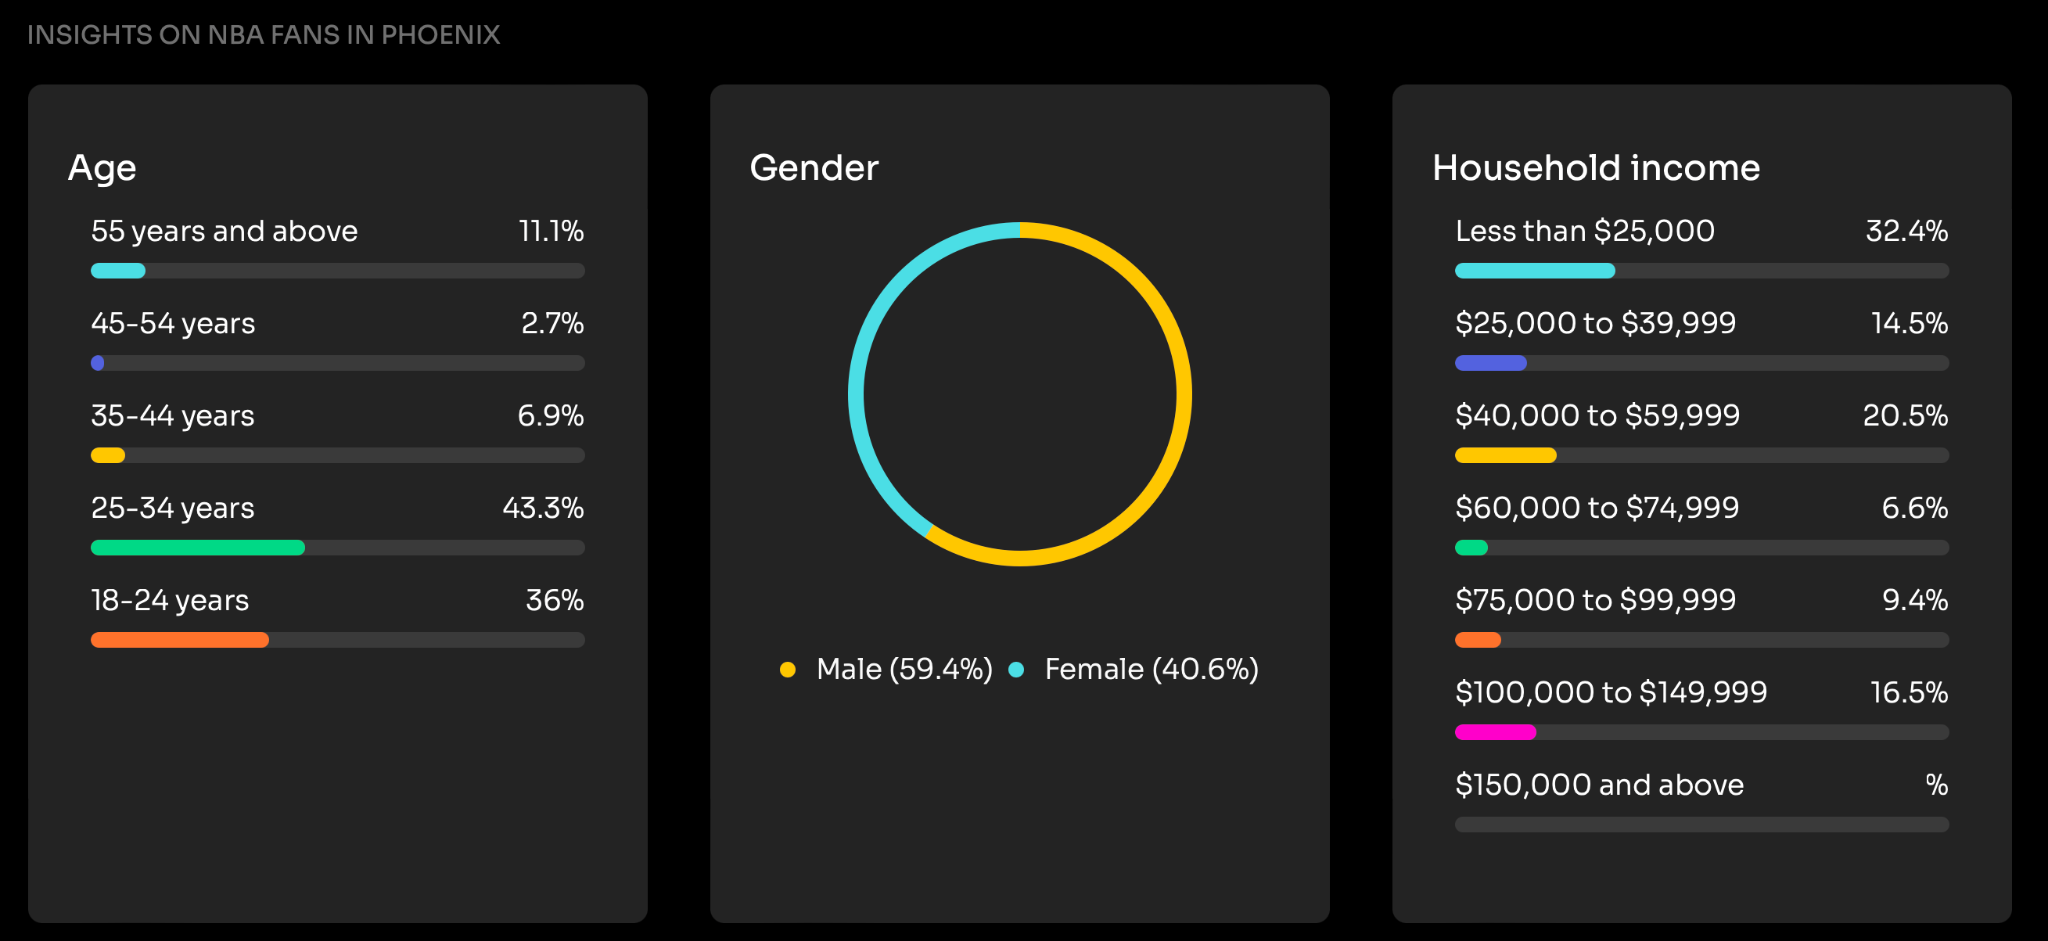 INSIGHTS ON NBA FANS IN PHOENIX
Age
55 years and above 11.1%
45-54 years 2.7%
35-44 years 6.9%
25-34 years 43.3%
18-24 years 36%
Gender
Male (59.4%) Female (40.6%)
Household income
Less than $25,000 32.4%
$25,000 to $39,999 14.5%
$40,000 to $59,999 20.5%
$60,000 to $74,999 6.6%
$75,000 to $99,999 9.4%
$100,000 to $149,999 16.5%
$150,000 and above %